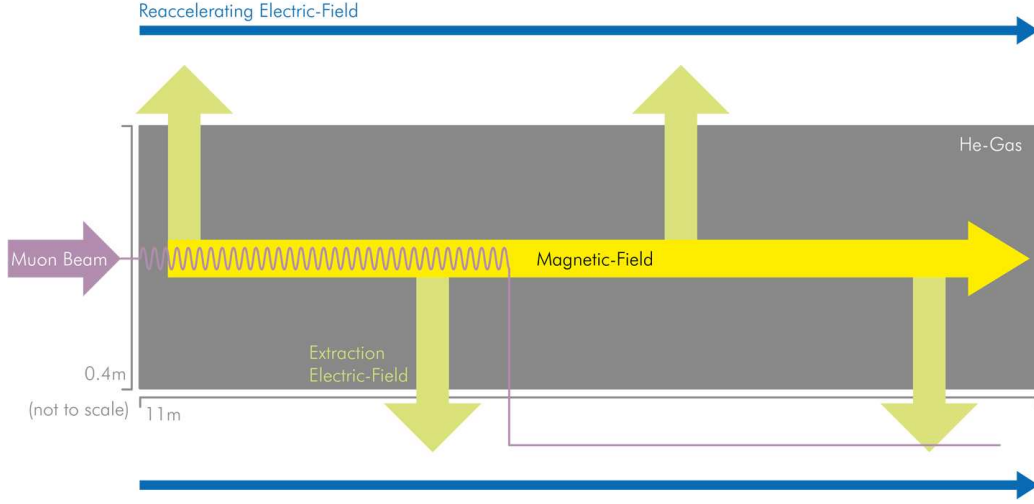 Reaccelerating Electric-Field
He-Gas
Muon Beam
Magnetic-Field
Extraction
Electric-Field
0.4m
(not to scale)
11m